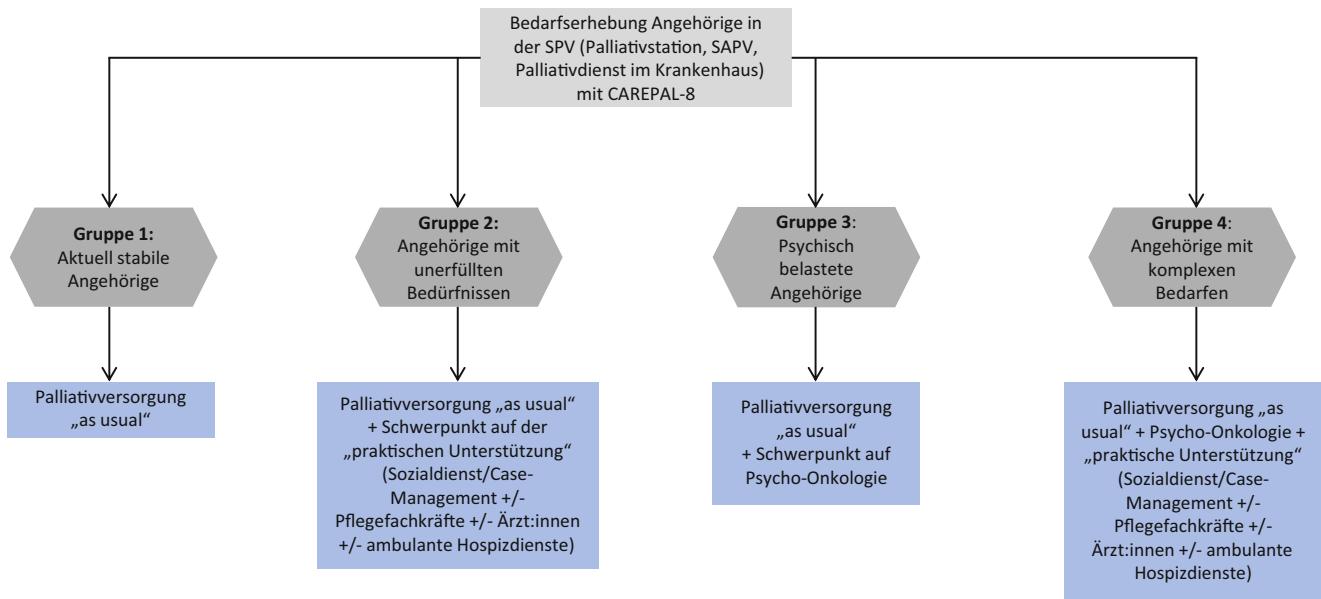 Bedarfserhebung Angehörige in
der SPV (Palliativstation, SAPV,
Palliativdienst im Krankenhaus)
mit CAREPAL-8
Gruppe 1:
Aktuell stabile
Angehörige
Gruppe 2:
Angehörige mit
unerfüllten
Bedürfnissen
Gruppe 3:
Psychisch
belastete
Angehörige
Gruppe 4:
Angehörige mit
komplexen
Bedarfen
Palliativversorgung
„as usual“
Palliativversorgung „as usual“
+ Schwerpunkt auf der
„praktischen Unterstützung“
(Sozialdienst/Case-
Management +/-
Pflegefachkräfte +/- Ärzt:innen
+/- ambulante Hospizdienste)
Palliativversorgung
„as usual“
+ Schwerpunkt auf
Psycho-Onkologie
Palliativversorgung „as
usual“ + Psycho-Onkologie +
„praktische Unterstützung“
(Sozialdienst/Case-
Management +/-
Pflegefachkräfte +/-
Ärzt:innen +/- ambulante
Hospizdienste)